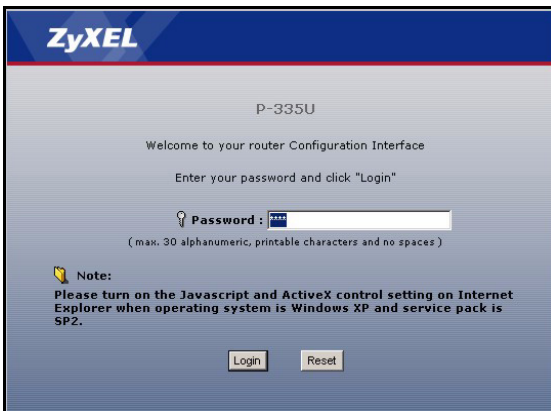 ZyXEL
P-335U
Welcome to your router Configuration Interface
Enter your password and click "Login"
Password : ****
( max. 30 alphanumeric, printable characters and no spaces )
Note:
Please turn on the Javascript and ActiveX control setting on Internet
Explorer when operating system is Windows XP and service pack is
SP2.
Login Reset